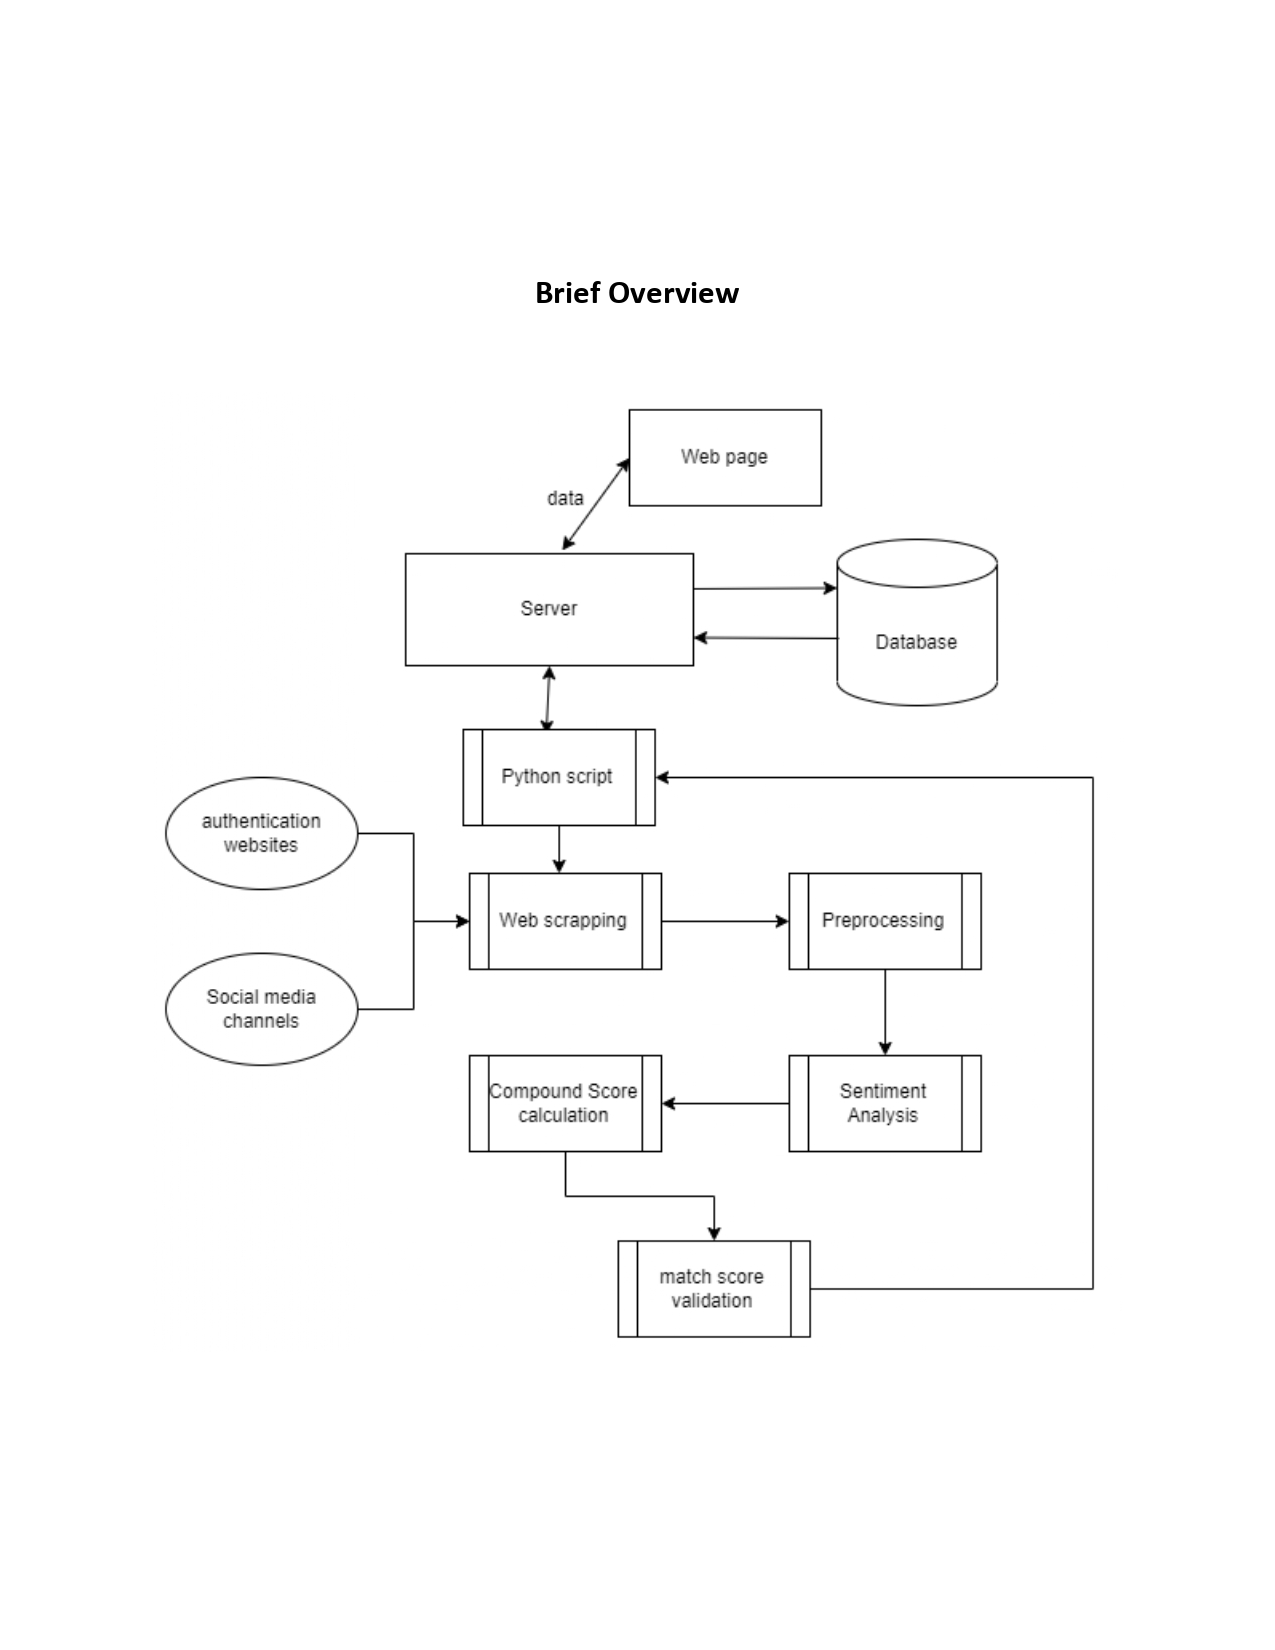 Brief Overview
Web page
data
Server
Database
Python script
authentication
websites
Web scrapping
Preprocessing
Social media
channels
Compound Score
calculation
Sentiment
Analysis
match score
validation